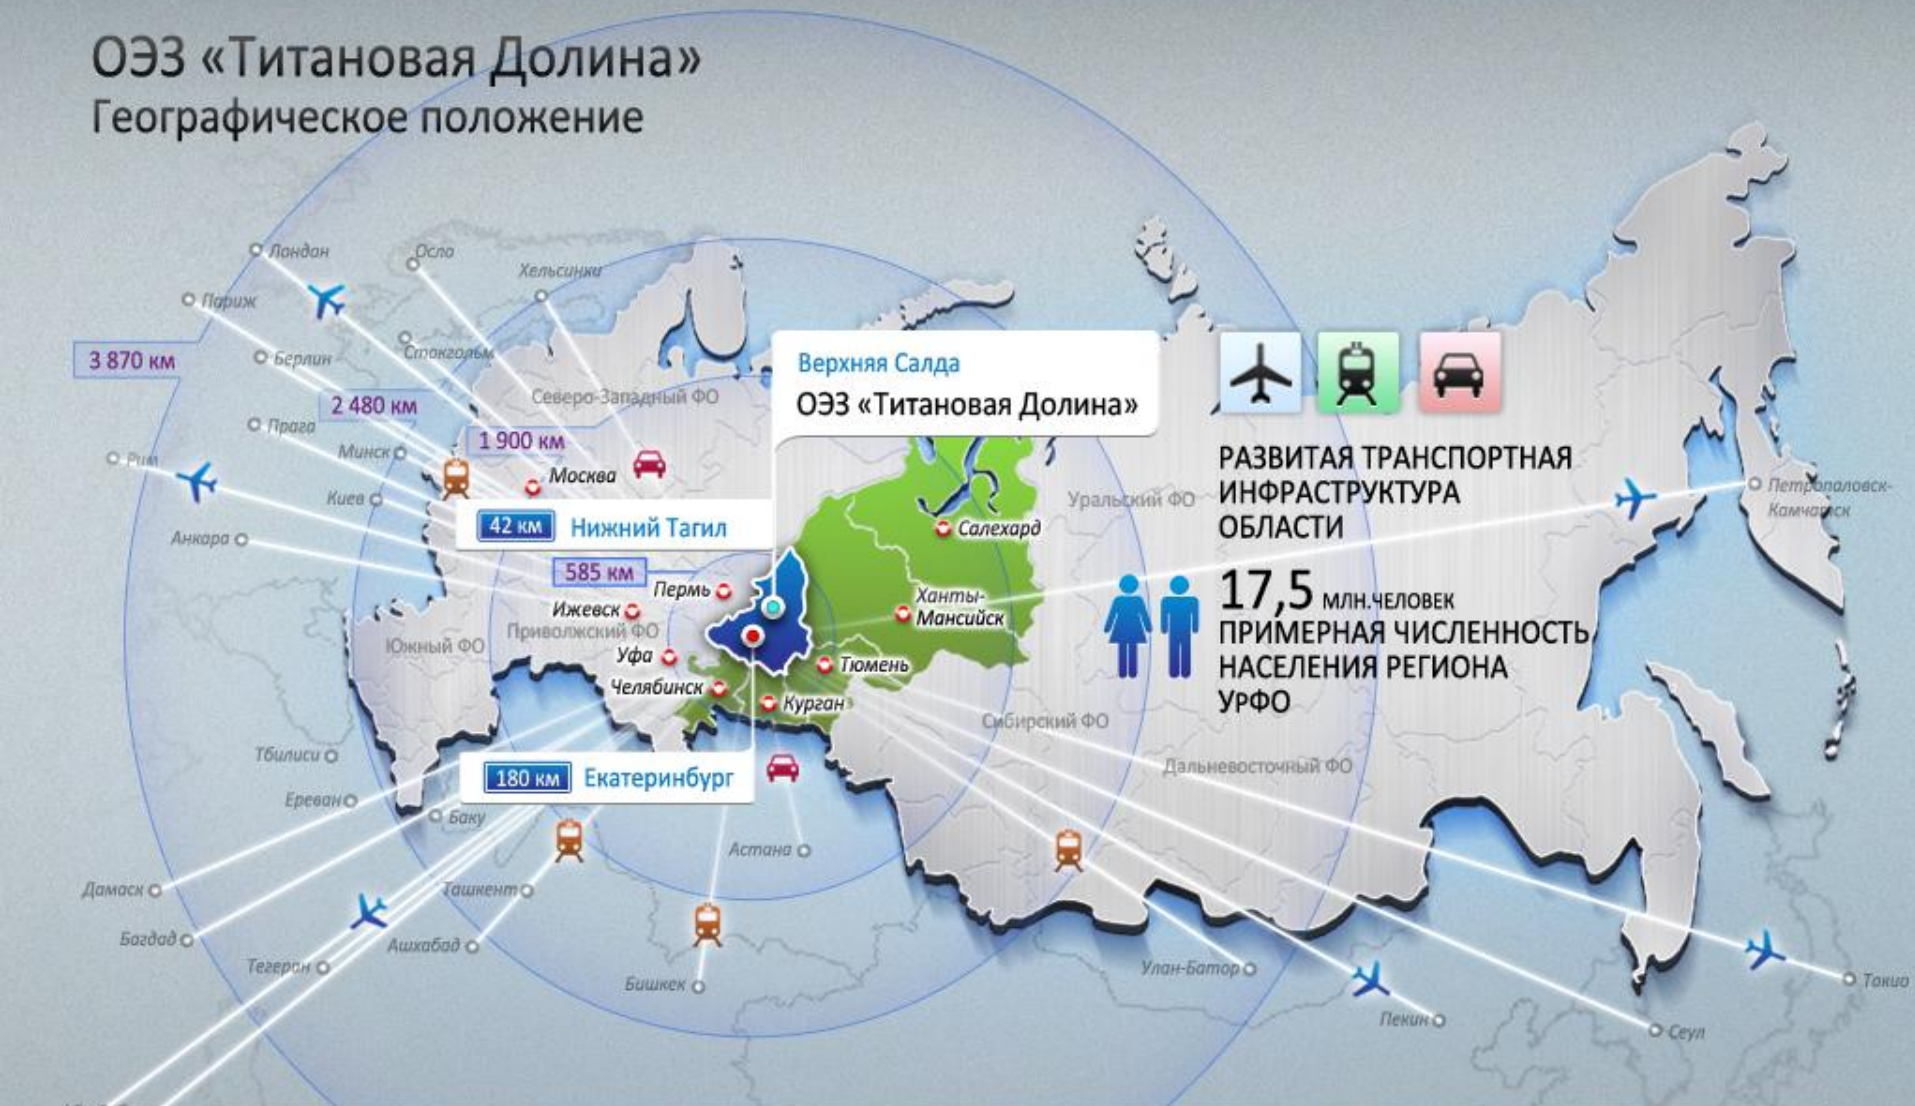 ОЭЗ «Титановая Долина»
Географическое положение
Лондон
Осло
Хельсинки
Париж
Стокгольм
3 870 км
Берлин
2 480 км
Северо-Западный ФО
Верхняя Салда
ОЭЗ «Титановая Долина»
Прага
1 900 км
Минск
Рим
Москва
РАЗВИТАЯ ТРАНСПОРТНАЯ
ИНФРАСТРУКТУРА
ОБЛАСТИ
Киев
Уральский ФО
Петропаловск-
Камчатск
42 км Нижний Тагил
Салехард
Анкара
585 км
Пермь
Ижевск
Ханты-
Мансийск
17,5 МЛН.ЧЕЛОВЕК
ПРИМЕРНАЯ ЧИСЛЕННОСТЬ
НАСЕЛЕНИЯ РЕГИОНА
УРФО
Южный ФО
Приволжский ФО
Уфа
Тюмень
Челябинск
Курган
Сибирский ФО
Тбилиси
Дальневосточный ФО
180 км Екатеринбург
Ереван
Баку
Астана
Дамаск
Ташкент
Багдад
Ашхабад
Тегеран
Бишкек
Улан-Батор
Токио
Пекин
Сеул